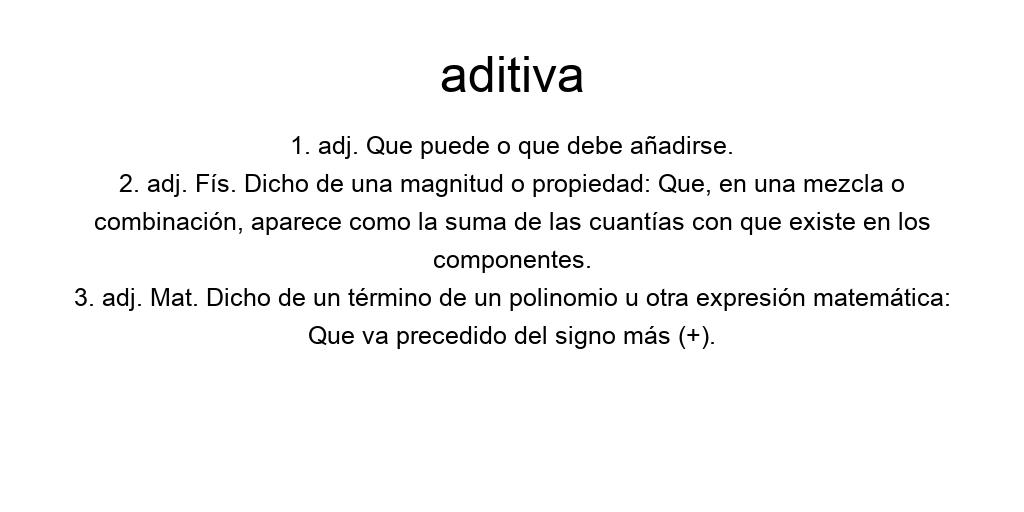 aditiva
1. adj. Que puede o que debe añadirse.
2. adj. Fís. Dicho de una magnitud o propiedad: Que, en una mezcla o
combinación, aparece como la suma de las cuantías con que existe en los
componentes.
3. adj. Mat. Dicho de un término de un polinomio u otra expresión matemática:
Que va precedido del signo más (+).